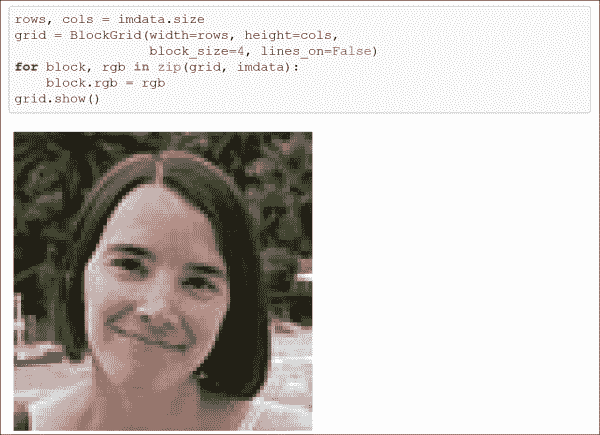 rows, cols = imdata.size
grid = BlockGrid(width=rows, height=cols,
                 block_size=4, lines_on=False)
for block, rgb in zip(grid, imdata):
    block.rgb = rgb
grid.show()